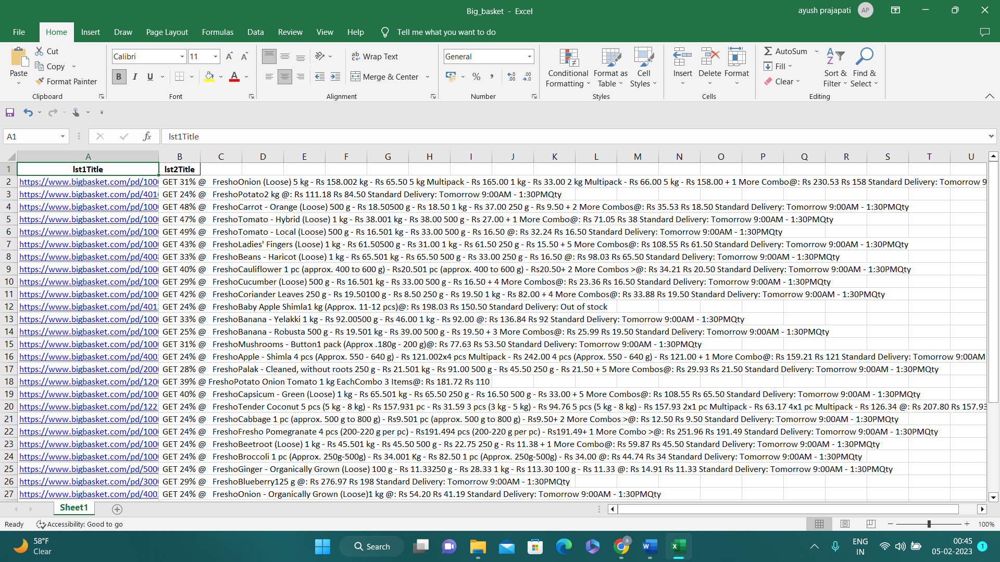 Big_basket - Excel
ayush prajapati AP
File Home Insert Draw Page Layout Formulas Data Review View Help Tell me what you want to do
Paste Cut Copy Format Painter Clipboard
Calibri 11 B I U A Font
Wrap Text Merge & Center Alignment
General % , Number
Conditional Formatting Format as Table Cell Styles Styles
Insert Delete Format Cells
AutoSum Fill Clear Sort & Filter Find & Select Editing
A1 fx lst1Title
A B C D E F G H I J K L M N O P Q R S T U
1 lst1Title lst2Title
2 https://www.bigbasket.com/pd/100 GET 31% @ FreshoOnion (Loose) 5 kg - Rs 158.002 kg - Rs 65.50 5 kg Multipack - Rs 165.00 1 kg - Rs 33.00 2 kg Multipack - Rs 66.00 5 kg - Rs 158.00 + 1 More Combo@: Rs 230.53 Rs 158 Standard Delivery: Tomorrow 9
3 https://www.bigbasket.com/pd/401 GET 24% @ FreshoPotato2 kg @: Rs 111.18 Rs 84.50 Standard Delivery: Tomorrow 9:00AM - 1:30PMQty
4 https://www.bigbasket.com/pd/100 GET 48% @ FreshoCarrot - Orange (Loose) 500 g - Rs 18.50500 g - Rs 18.50 1 kg - Rs 37.00 250 g - Rs 9.50 + 2 More Combos@: Rs 35.53 Rs 18.50 Standard Delivery: Tomorrow 9:00AM - 1:30PMQty
5 https://www.bigbasket.com/pd/100 GET 47% @ FreshoTomato - Hybrid (Loose) 1 kg - Rs 38.001 kg - Rs 38.00 500 g - Rs 27.00 + 1 More Combo@: Rs 71.05 Rs 38 Standard Delivery: Tomorrow 9:00AM - 1:30PMQty
6 https://www.bigbasket.com/pd/100 GET 49% @ FreshoTomato - Local (Loose) 500 g - Rs 16.501 kg - Rs 33.00 500 g - Rs 16.50 @: Rs 32.24 Rs 16.50 Standard Delivery: Tomorrow 9:00AM - 1:30PMQty
7 https://www.bigbasket.com/pd/100 GET 43% @ FreshoLadies' Fingers (Loose) 1 kg - Rs 61.50500 g - Rs 31.00 1 kg - Rs 61.50 250 g - Rs 15.50 + 5 More Combos@: Rs 108.55 Rs 61.50 Standard Delivery: Tomorrow 9:00AM - 1:30PMQty
8 https://www.bigbasket.com/pd/400 GET 33% @ FreshoBeans - Haricot (Loose) 1 kg - Rs 65.501 kg - Rs 65.50 500 g - Rs 33.00 250 g - Rs 16.50 @: Rs 98.03 Rs 65.50 Standard Delivery: Tomorrow 9:00AM - 1:30PMQty
9 https://www.bigbasket.com/pd/100 GET 40% @ FreshoCauliflower 1 pc (approx. 400 to 600 g) - Rs20.501 pc (approx. 400 to 600 g) - Rs20.50+ 2 More Combos >@: Rs 34.21 Rs 20.50 Standard Delivery: Tomorrow 9:00AM - 1:30PMQty
10 https://www.bigbasket.com/pd/100 GET 29% @ FreshoCucumber (Loose) 500 g - Rs 16.501 kg - Rs 33.00 500 g - Rs 16.50 + 4 More Combos@: Rs 23.36 Rs 16.50 Standard Delivery: Tomorrow 9:00AM - 1:30PMQty
11 https://www.bigbasket.com/pd/100 GET 42% @ FreshoCoriander Leaves 250 g - Rs 19.50100 g - Rs 8.50 250 g - Rs 19.50 1 kg - Rs 82.00 + 4 More Combos@: Rs 33.88 Rs 19.50 Standard Delivery: Tomorrow 9:00AM - 1:30PMQty
12 https://www.bigbasket.com/pd/401 GET 24% @ FreshoBaby Apple Shimla1 kg (Approx. 11-12 pcs)@: Rs 198.03 Rs 150.50 Standard Delivery: Out of stock
13 https://www.bigbasket.com/pd/100 GET 33% @ FreshoBanana - Yelakki 1 kg - Rs 92.00500 g - Rs 46.00 1 kg - Rs 92.00 @: Rs 136.84 Rs 92 Standard Delivery: Tomorrow 9:00AM - 1:30PMQty
14 https://www.bigbasket.com/pd/100 GET 25% @ FreshoBanana - Robusta 500 g - Rs 19.501 kg - Rs 39.00 500 g - Rs 19.50 + 3 More Combos@: Rs 25.99 Rs 19.50 Standard Delivery: Tomorrow 9:00AM - 1:30PMQty
15 https://www.bigbasket.com/pd/100 GET 31% @ FreshoMushrooms - Button1 pack (Approx .180g - 200 g)@: Rs 77.63 Rs 53.50 Standard Delivery: Tomorrow 9:00AM - 1:30PMQty
16 https://www.bigbasket.com/pd/400 GET 24% @ FreshoApple - Shimla 4 pcs (Approx. 550 - 640 g) - Rs 121.002x4 pcs Multipack - Rs 242.00 4 pcs (Approx. 550 - 640 g) - Rs 121.00 + 1 More Combo@: Rs 159.21 Rs 121 Standard Delivery: Tomorrow 9:00AM
17 https://www.bigbasket.com/pd/200 GET 28% @ FreshoPalak - Cleaned, without roots 250 g - Rs 21.501 kg - Rs 91.00 500 g - Rs 45.50 250 g - Rs 21.50 + 5 More Combos@: Rs 29.93 Rs 21.50 Standard Delivery: Tomorrow 9:00AM - 1:30PMQty
18 https://www.bigbasket.com/pd/120 GET 39% @ FreshoPotato Onion Tomato 1 kg EachCombo 3 Items@: Rs 181.72 Rs 110
19 https://www.bigbasket.com/pd/100 GET 40% @ FreshoCapsicum - Green (Loose) 1 kg - Rs 65.501 kg - Rs 65.50 250 g - Rs 16.50 500 g - Rs 33.00 + 5 More Combos@: Rs 108.55 Rs 65.50 Standard Delivery: Tomorrow 9:00AM - 1:30PMQty
20 https://www.bigbasket.com/pd/122 GET 24% @ FreshoTender Coconut 5 pcs (5 kg - 8 kg) - Rs 157.931 pc - Rs 31.59 3 pcs (3 kg - 5 kg) - Rs 94.76 5 pcs (5 kg - 8 kg) - Rs 157.93 2x1 pc Multipack - Rs 63.17 4x1 pc Multipack - Rs 126.34 @: Rs 207.80 Rs 157.93
21 https://www.bigbasket.com/pd/100 GET 24% @ FreshoCabbage 1 pc (approx. 500 g to 800 g) - Rs9.501 pc (approx. 500 g to 800 g) - Rs9.50+ 2 More Combos >@: Rs 12.50 Rs 9.50 Standard Delivery: Tomorrow 9:00AM - 1:30PMQty
22 https://www.bigbasket.com/pd/100 GET 24% @ FreshoFresho Pomegranate 4 pcs (200-220 g per pc) - Rs191.494 pcs (200-220 g per pc) - Rs191.49+ 1 More Combo >@: Rs 251.96 Rs 191.49 Standard Delivery: Tomorrow 9:00AM - 1:30PMQty
23 https://www.bigbasket.com/pd/100 GET 24% @ FreshoBeetroot (Loose) 1 kg - Rs 45.501 kg - Rs 45.50 500 g - Rs 22.75 250 g - Rs 11.38 + 1 More Combo@: Rs 59.87 Rs 45.50 Standard Delivery: Tomorrow 9:00AM - 1:30PMQty
24 https://www.bigbasket.com/pd/100 GET 24% @ FreshoBroccoli 1 pc (Approx. 250g-500g) - Rs 34.001 Kg - Rs 82.50 1 pc (Approx. 250g-500g) - Rs 34.00 @: Rs 44.74 Rs 34 Standard Delivery: Tomorrow 9:00AM - 1:30PMQty
25 https://www.bigbasket.com/pd/500 GET 24% @ FreshoGinger - Organically Grown (Loose) 100 g - Rs 11.33250 g - Rs 28.33 1 kg - Rs 113.30 100 g - Rs 11.33 @: Rs 14.91 Rs 11.33 Standard Delivery: Tomorrow 9:00AM - 1:30PMQty
26 https://www.bigbasket.com/pd/300 GET 29% @ FreshoBlueberry125 g @: Rs 276.97 Rs 198 Standard Delivery: Tomorrow 9:00AM - 1:30PMQty
27 https://www.bigbasket.com/pd/400 GET 24% @ FreshoOnion - Organically Grown (Loose)1 kg @: Rs 54.20 Rs 41.19 Standard Delivery: Tomorrow 9:00AM - 1:30PMQty
Sheet1
Ready Accessibility: Good to go 100%
58°F
Clear
Search
ENG
IN
00:45
05-02-2023
1